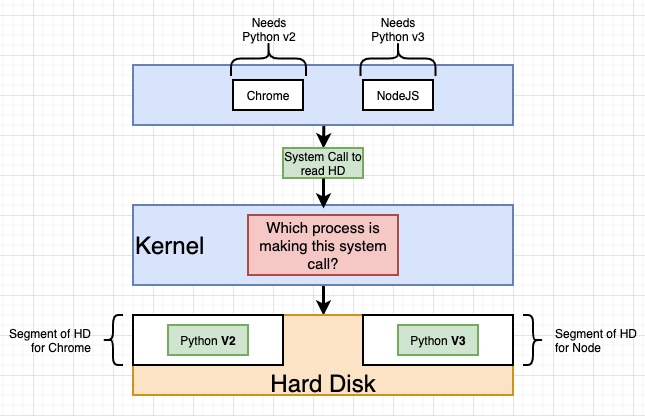 Needs
Python v2
Needs
Python v3
Chrome
NodeJS
System Call to
read HD
Kernel
Which process is
making this system
call?
Segment of HD
for Chrome
Python V2
Python V3
Segment of HD
for Node
Hard Disk